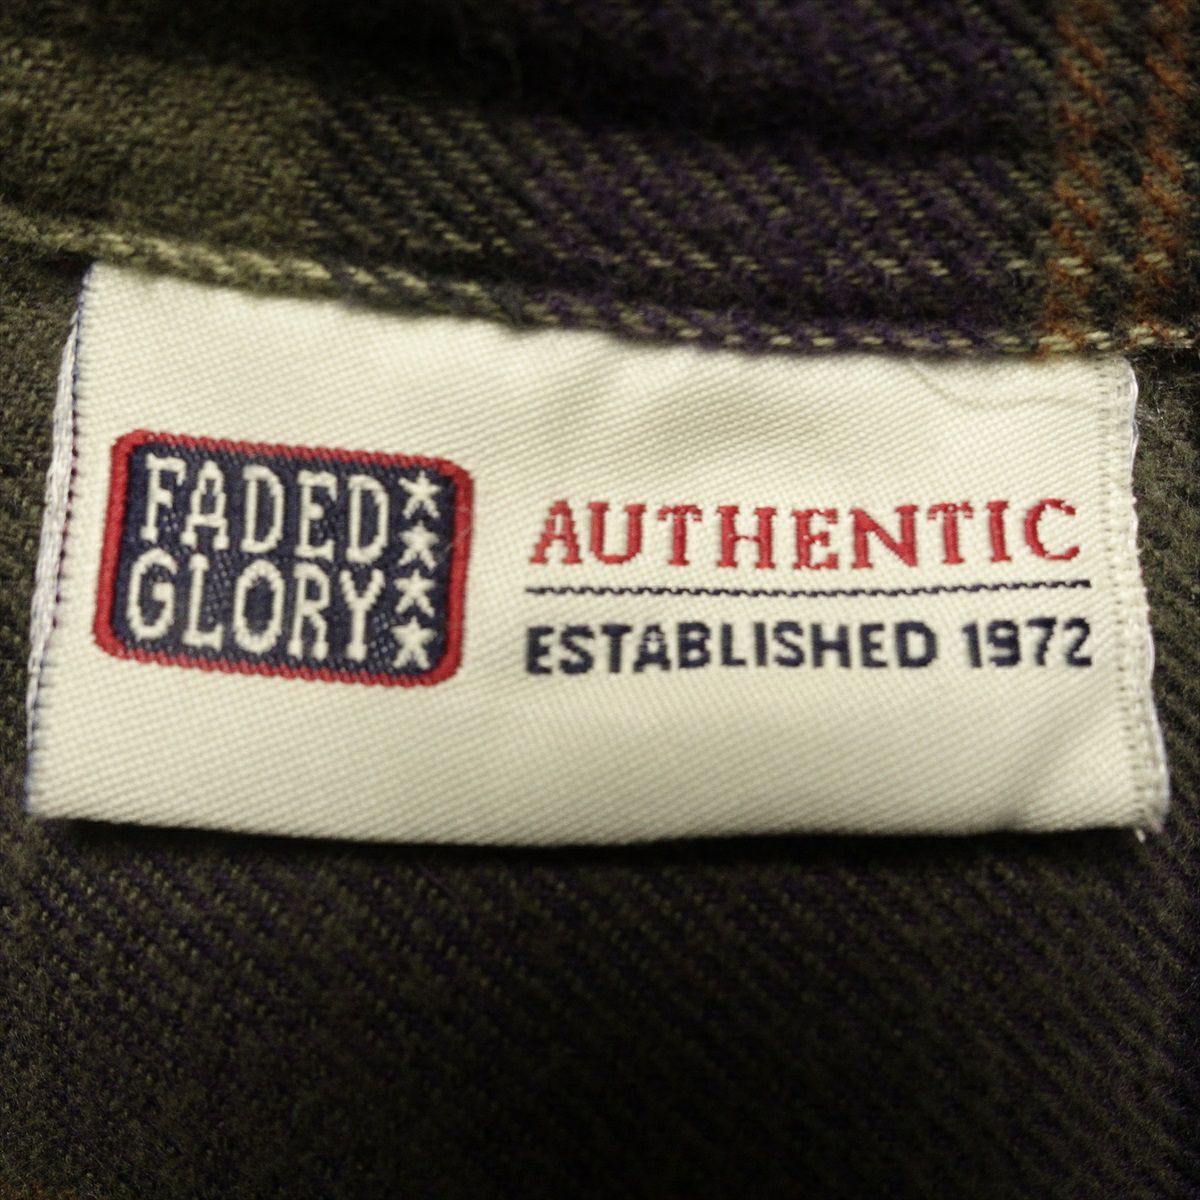 FADED
GLORY
AUTHENTIC
ESTABLISHED 1972